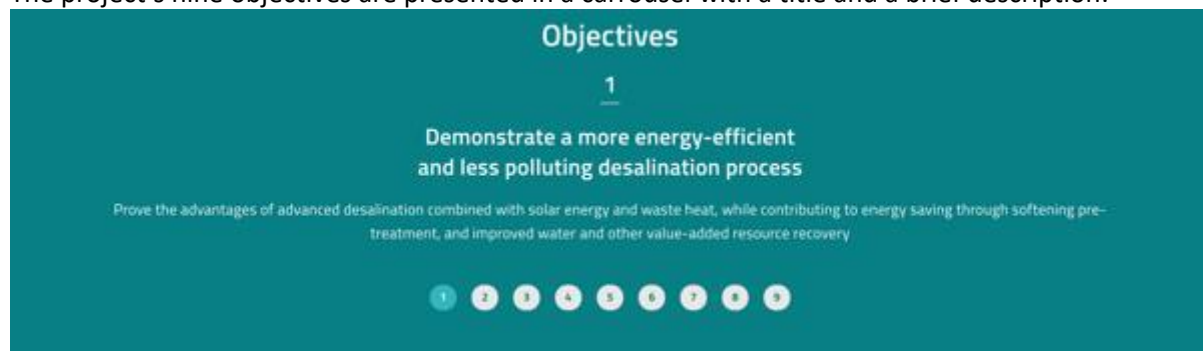 The project's nine objectives are presented in a carrousel with a title and a brief description.
Objectives
1
Demonstrate a more energy-efficient
and less polluting desalination process
Prove the advantages of advanced desalination combined with solar energy and waste heat, while contributing to energy saving through softening pre-
treatment, and improved water and other value-added resource recovery
1 2 3 4 5 6 7 8 9